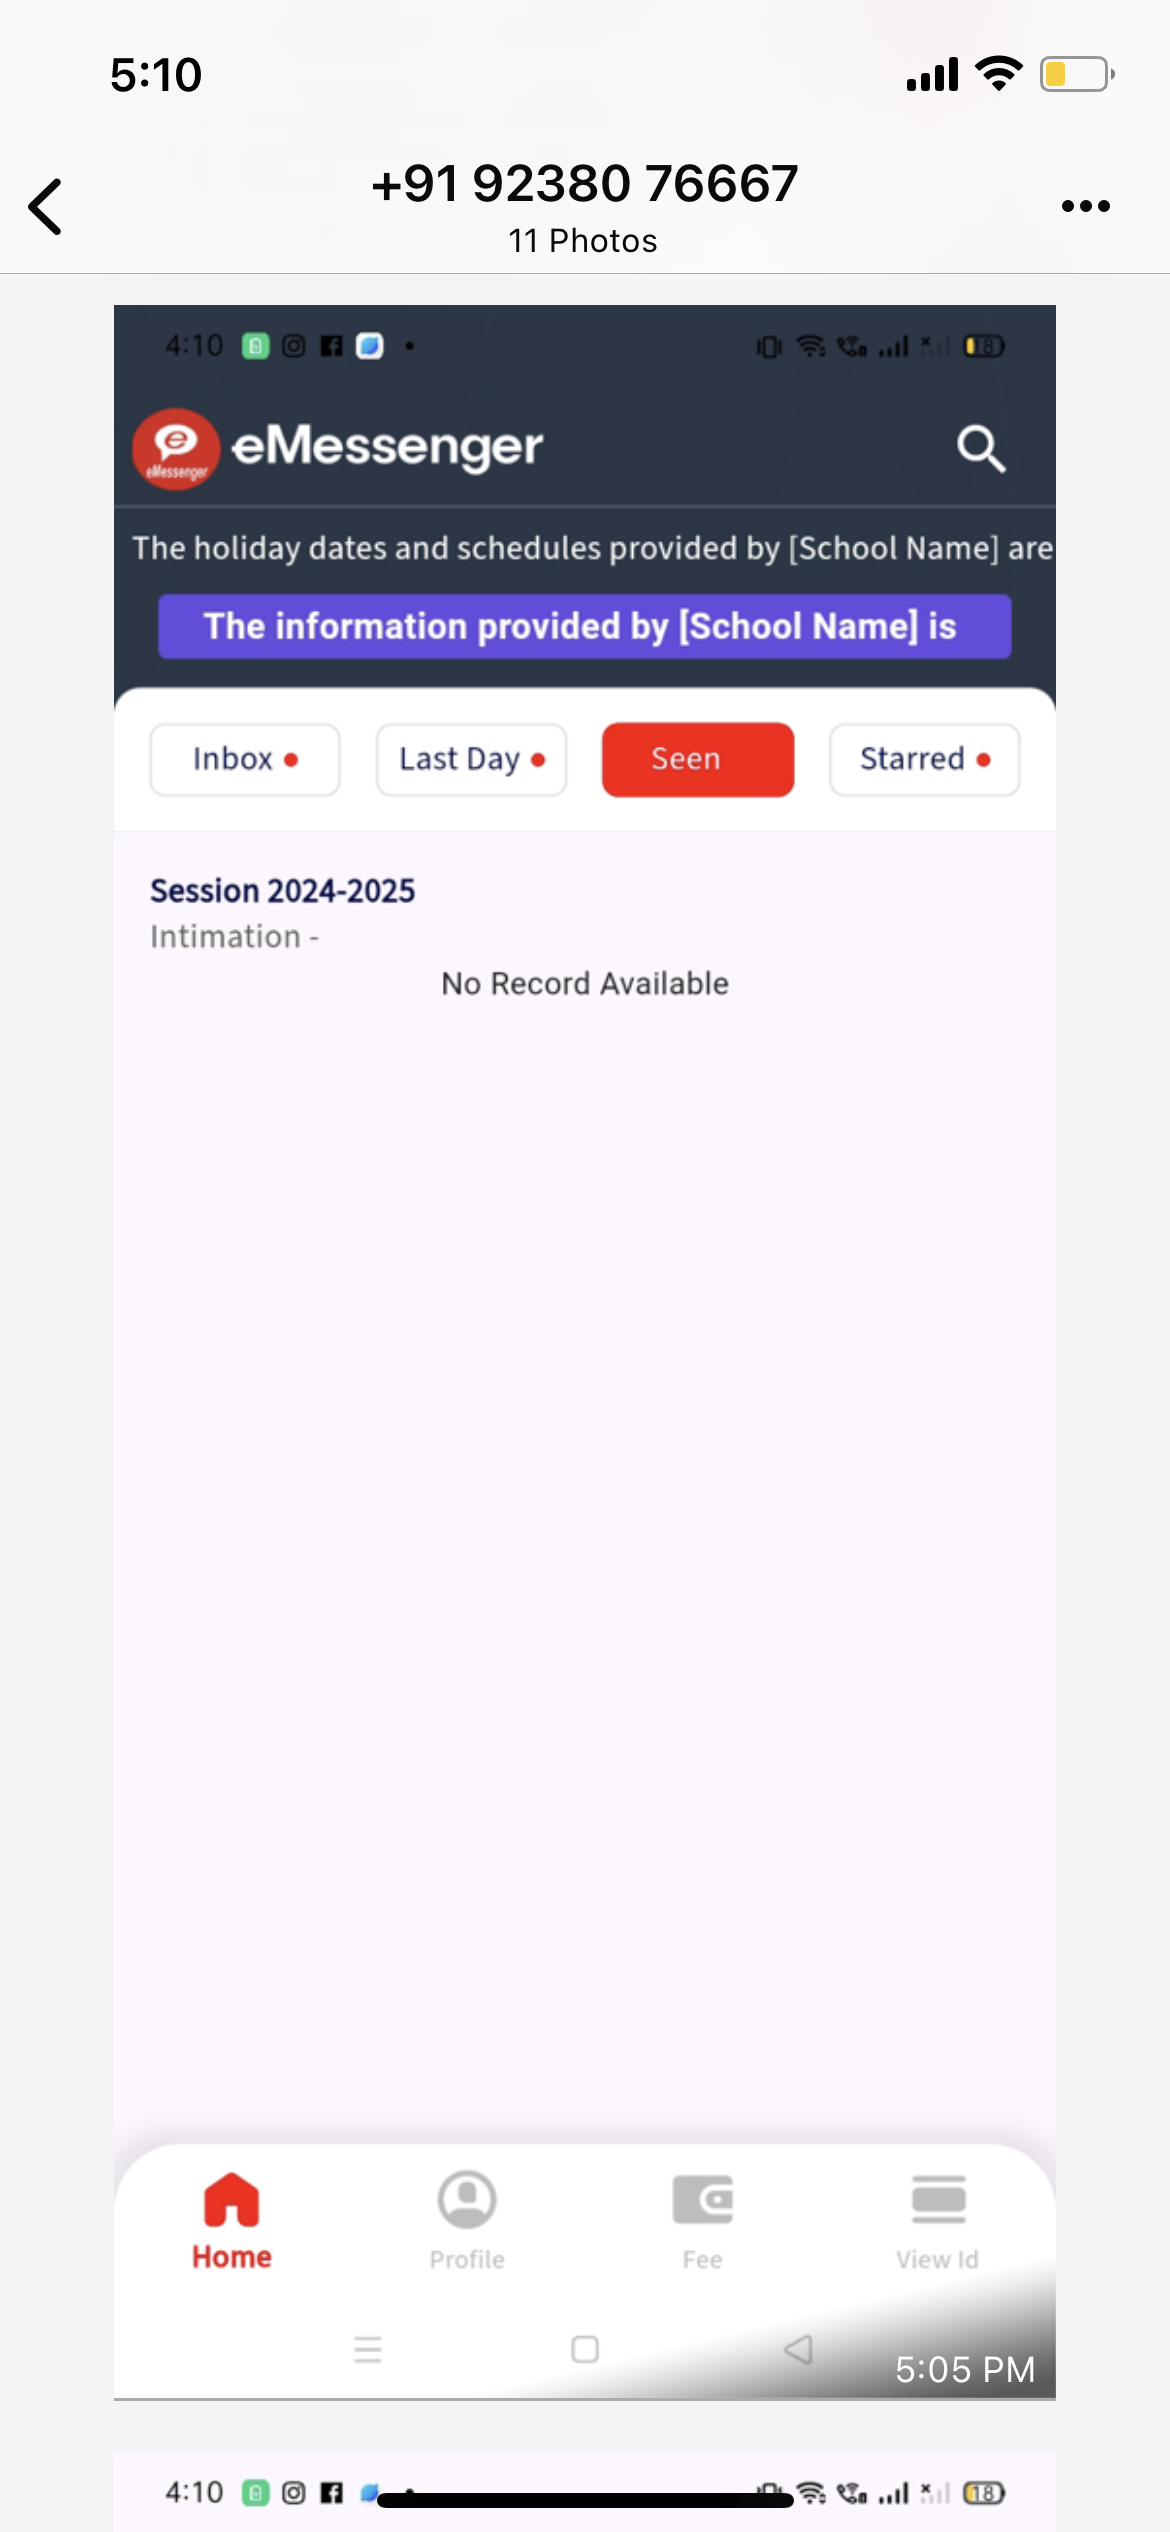 5:10
+91 92380 76667
11 Photos
4:10
18
eMessenger
eMessenger
The holiday dates and schedules provided by [School Name] are
The information provided by [School Name] is
Inbox
Last Day
Seen
Starred
Session 2024-2025
Intimation -
No Record Available
Home
Profile
Fee
View Id
5:05 PM
4:10
18